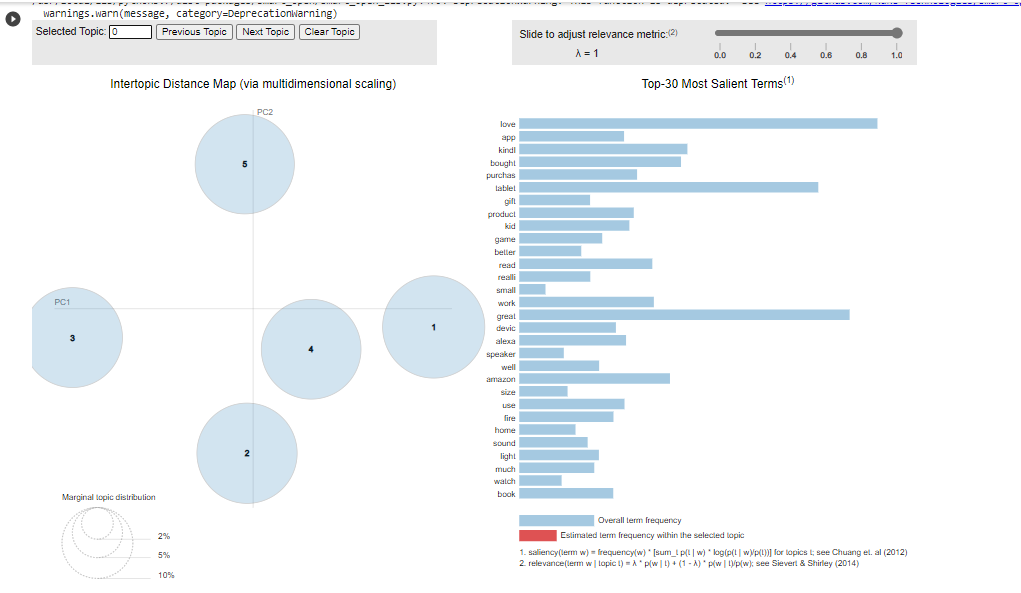 warnings.warn(message, category=DeprecationWarning)
Selected Topic: 0 Previous Topic Next Topic Clear Topic
Slide to adjust relevance metric:(2)
λ = 1
0.0 0.2 0.4 0.6 0.8 1.0
Intertopic Distance Map (via multidimensional scaling)
PC2
PC1
5
3
4
1
2
Marginal topic distribution
2%
5%
10%
Top-30 Most Salient Terms(1)
love
app
kindl
bought
purchas
tablet
gift
product
kid
game
better
read
realli
small
work
great
devic
alexa
speaker
well
amazon
size
use
fire
home
sound
light
much
watch
book
Overall term frequency
Estimated term frequency within the selected topic
1. saliency(term w) = frequency(w) * [sum_t p(t | w) * log(p(t | w)/p(t))] for topics t; see Chuang et. al (2012)
2. relevance(term w | topic t) = λ * p(w | t) + (1 - λ) * p(w | t)/p(w); see Sievert & Shirley (2014)